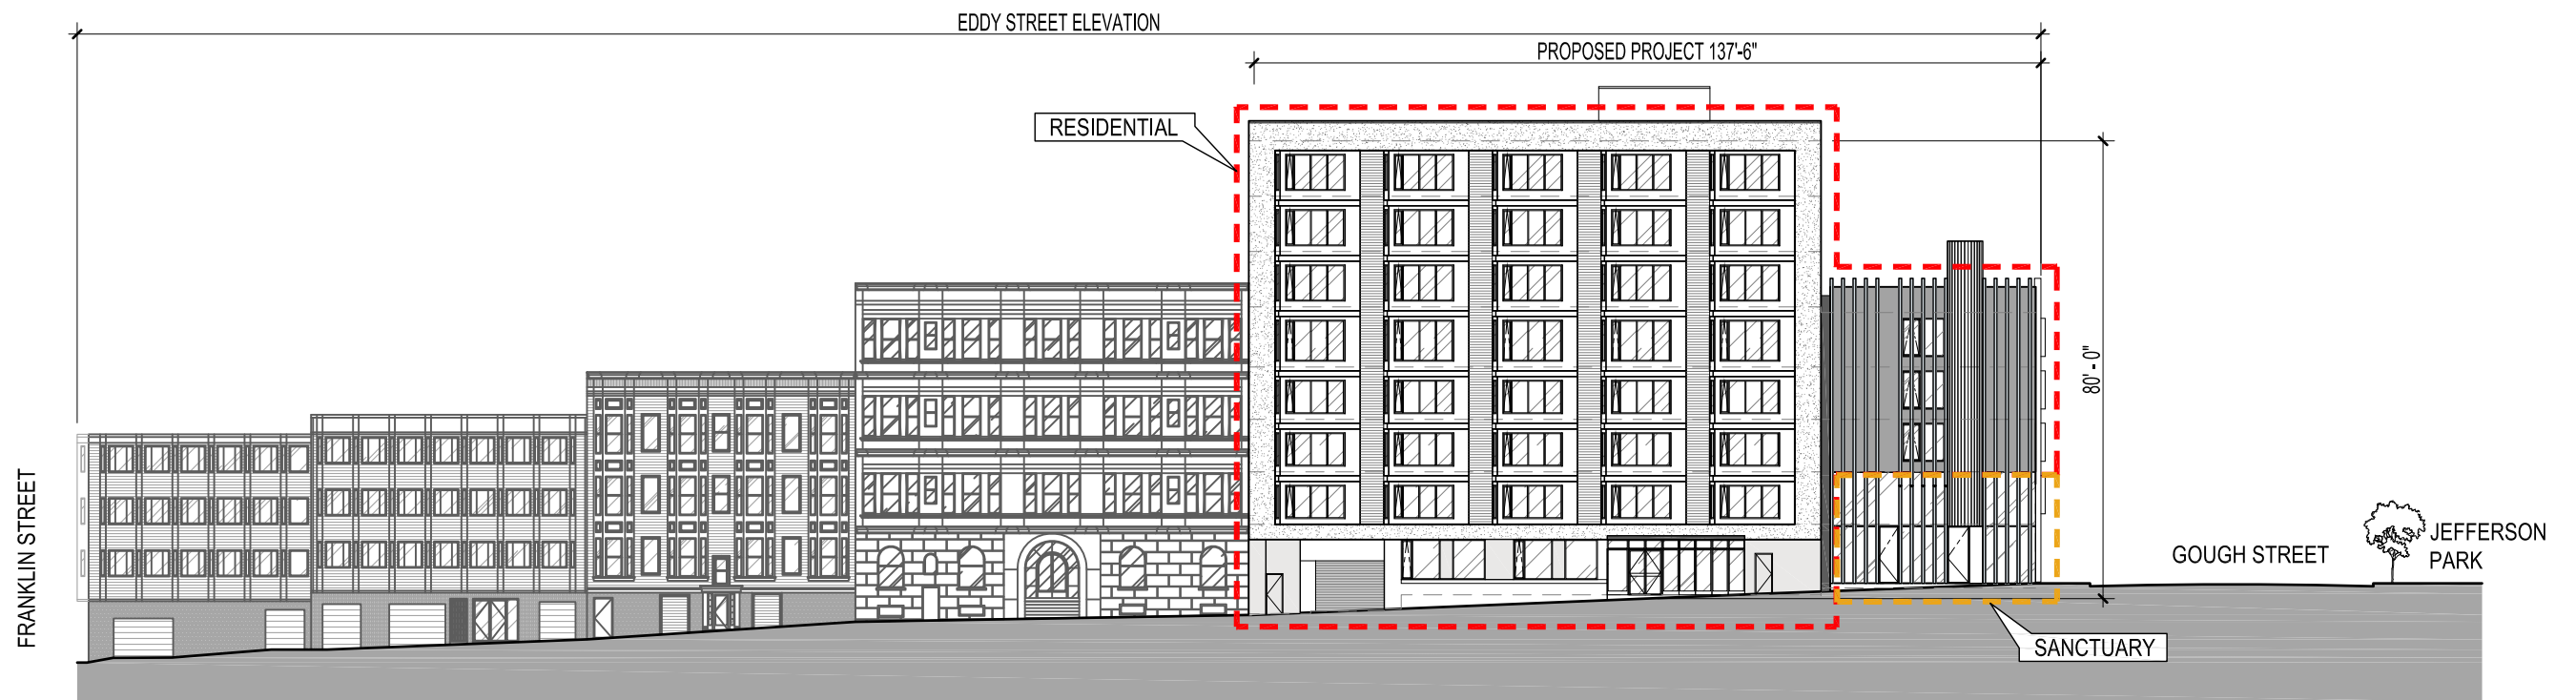 EDDY STREET ELEVATION
PROPOSED PROJECT 137'-6"
RESIDENTIAL
80'- 0"
FRANKLIN STREET
GOUGH STREET
JEFFERSON
PARK
SANCTUARY